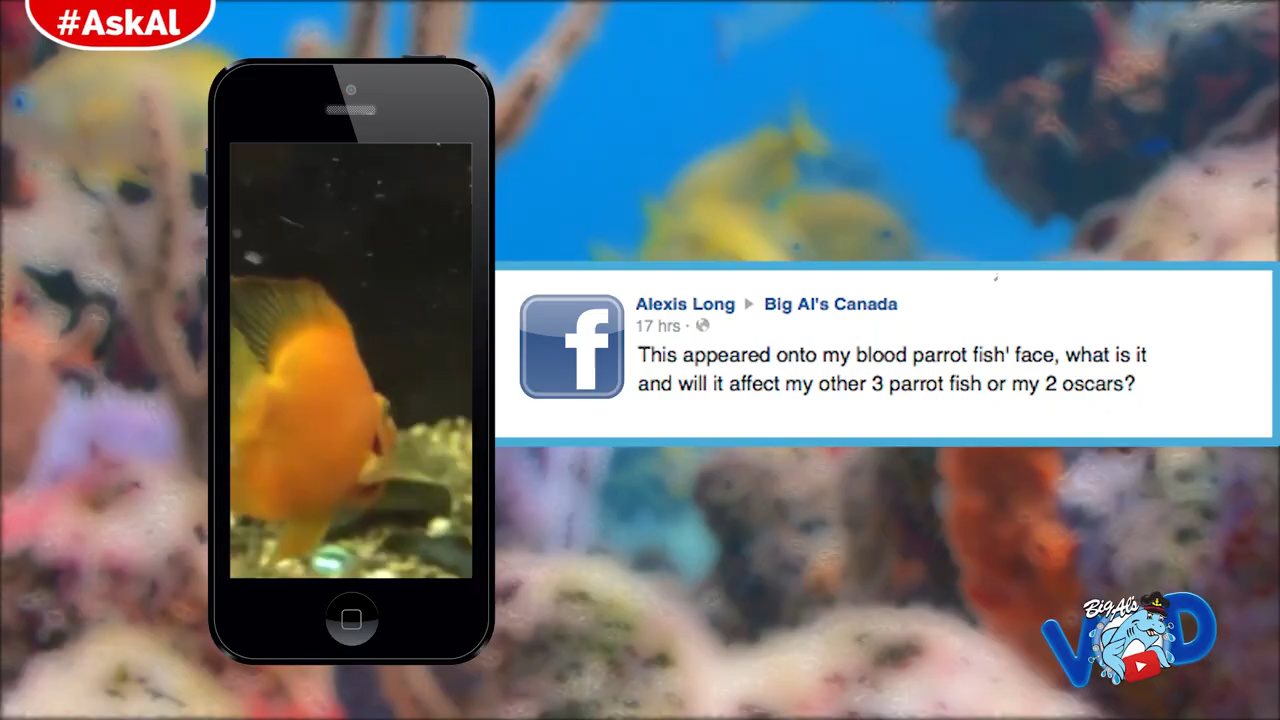 #AskAl
f
Alexis Long ▸ Big Al's Canada
17 hrs ·
This appeared onto my blood parrot fish' face, what is it
and will it affect my other 3 parrot fish or my 2 oscars?
Big Al's
VOD